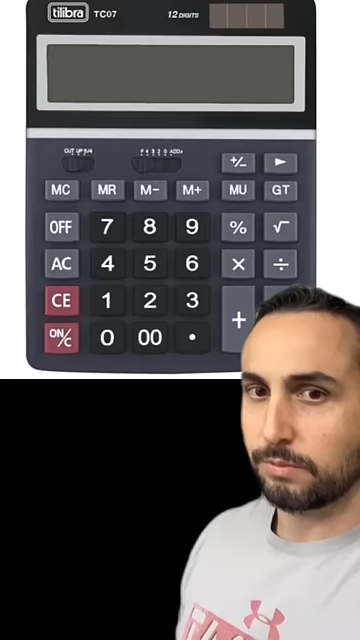 tilibra TC07 12 DIGITS
CUT UP 5/4 F 4 3 2 0 ADD2
+/- ▶
MC MR M- M+ MU GT
OFF 7 8 9 % √
AC 4 5 6 × ÷
CE 1 2 3 +
ON/C 0 00 •